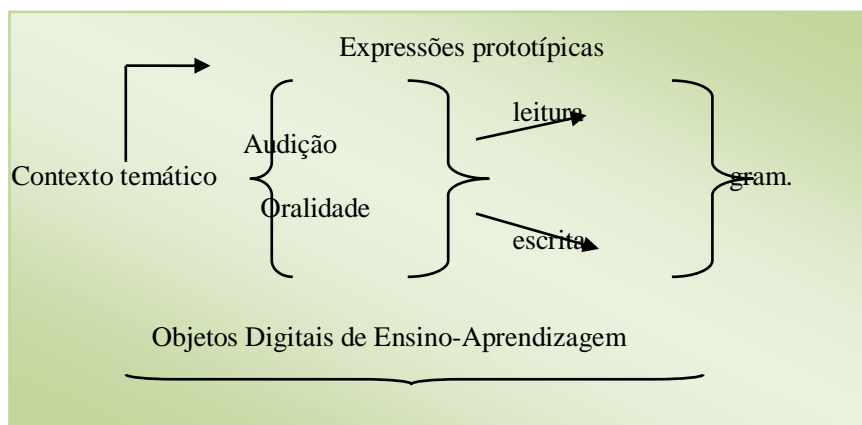 Expressões prototípicas
leitura
Audição
Contexto temático
gram.
Oralidade
escrita
Objetos Digitais de Ensino-Aprendizagem